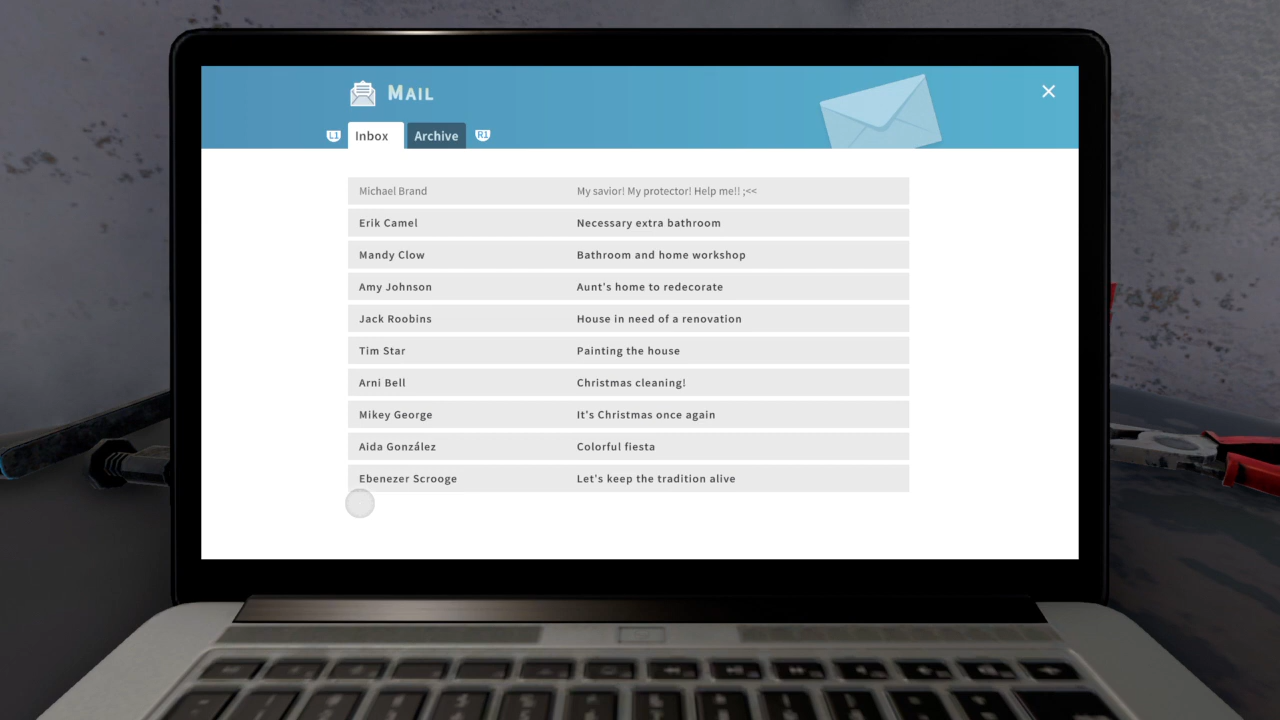 MAIL
L1 Inbox Archive R1
Michael Brand My savior! My protector! Help me!! ;<<
Erik Camel Necessary extra bathroom
Mandy Clow Bathroom and home workshop
Amy Johnson Aunt's home to redecorate
Jack Roobins House in need of a renovation
Tim Star Painting the house
Arni Bell Christmas cleaning!
Mikey George It's Christmas once again
Aida González Colorful fiesta
Ebenezer Scrooge Let's keep the tradition alive